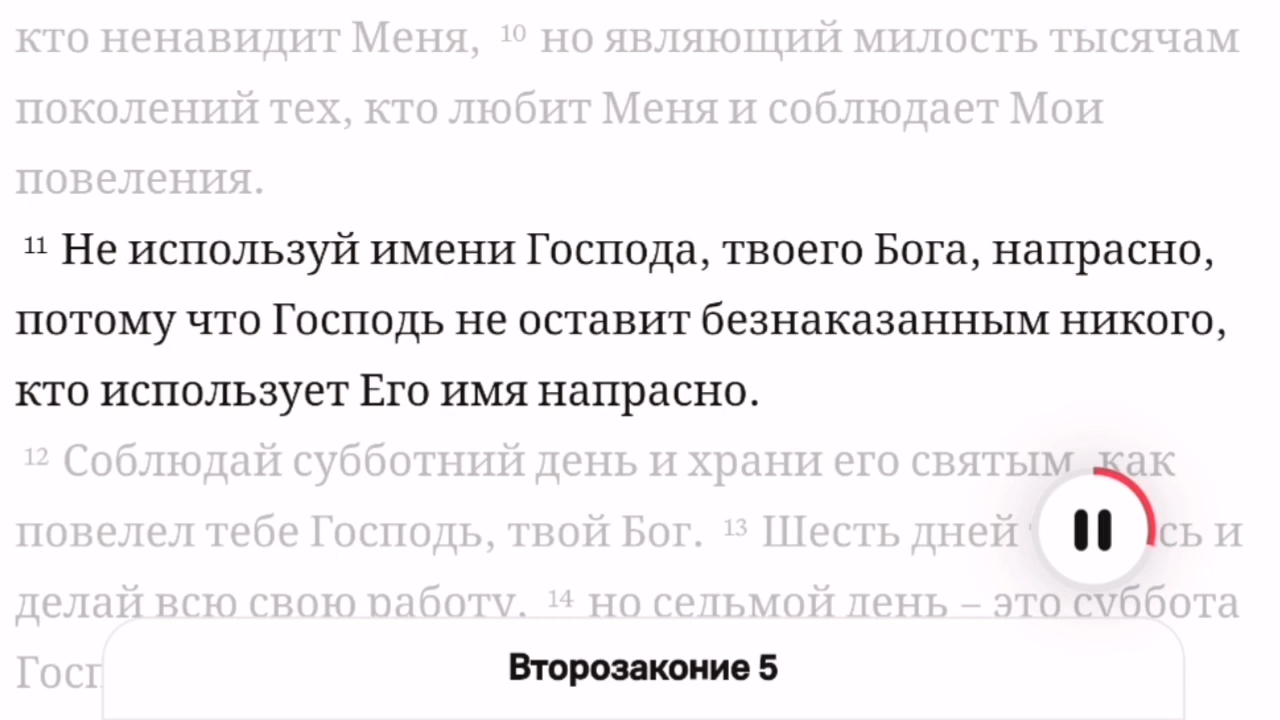 кто ненавидит Меня, 10 но являющий милость тысячам
поколений тех, кто любит Меня и соблюдает Мои
повеления.
11 Не используй имени Господа, твоего Бога, напрасно,
потому что Господь не оставит безнаказанным никого,
кто использует Его имя напрасно.
12 Соблюдай субботний день и храни его святым, как
повелел тебе Господь, твой Бог. 13 Шесть дней и
делай всю свою работу, 14 но седьмой день – это суббота
Второзаконие 5